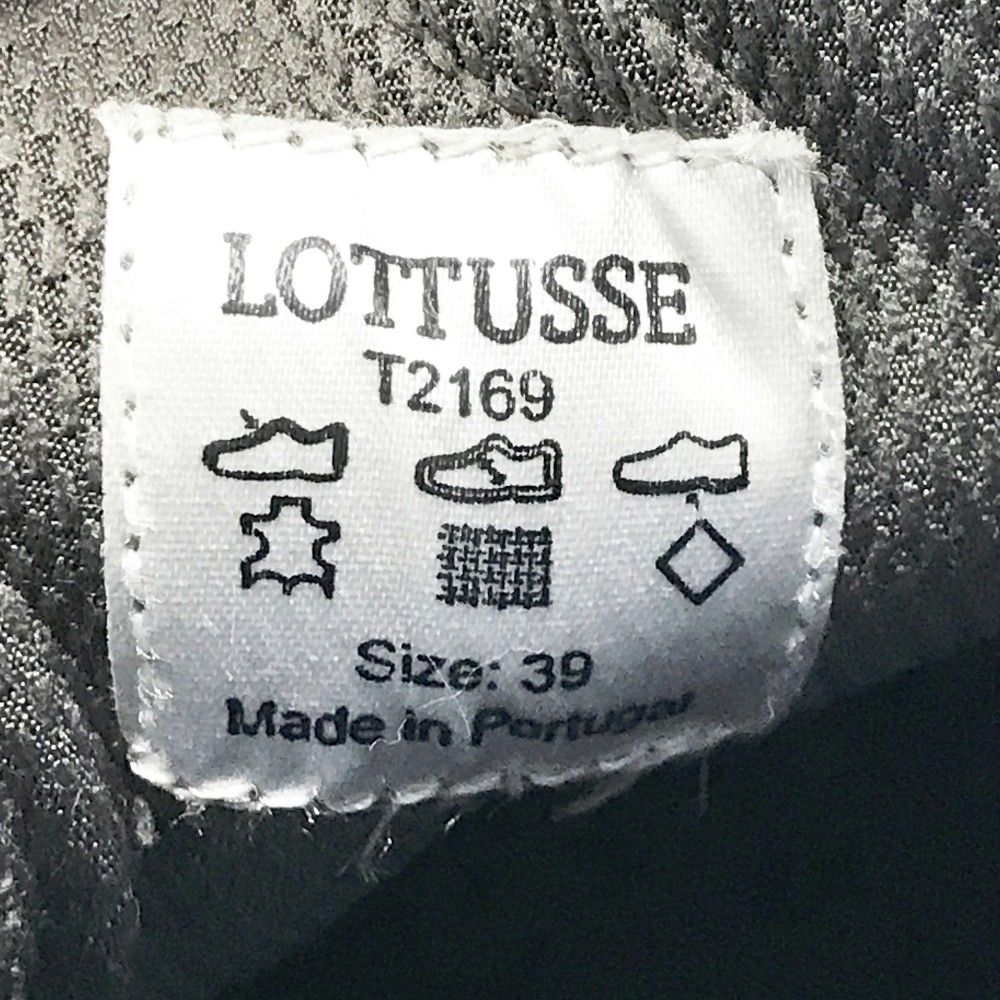 LOTTUSSE
T2169
Size: 39
Made in Portugal